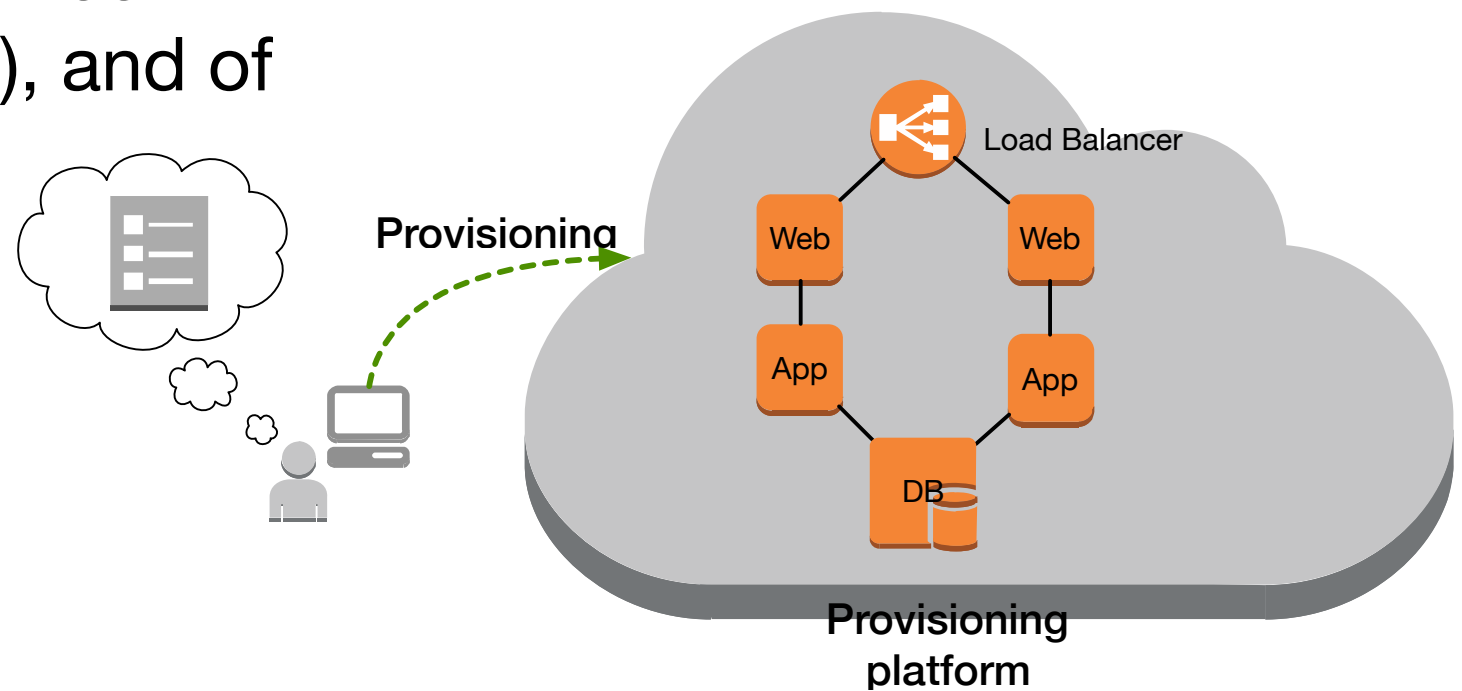 ), and of
Load Balancer
Provisioning
Web
Web
App
App
DB
Provisioning
platform